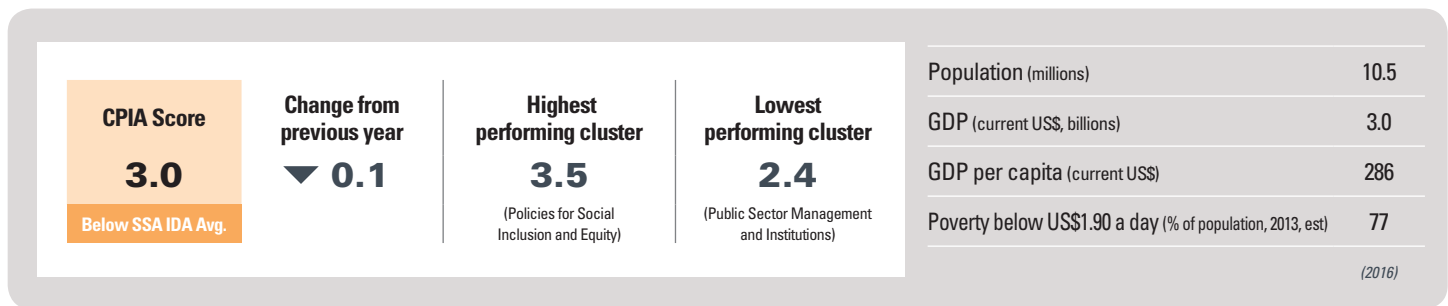 CPIA Score
3.0
Below SSA IDA Avg.
Change from
previous year
▼ 0.1
Highest
performing cluster
3.5
(Policies for Social
Inclusion and Equity)
Lowest
performing cluster
2.4
(Public Sector Management
and Institutions)
Population (millions) 10.5
GDP (current US$, billions) 3.0
GDP per capita (current US$) 286
Poverty below US$1.90 a day (% of population, 2013, est) 77
(2016)